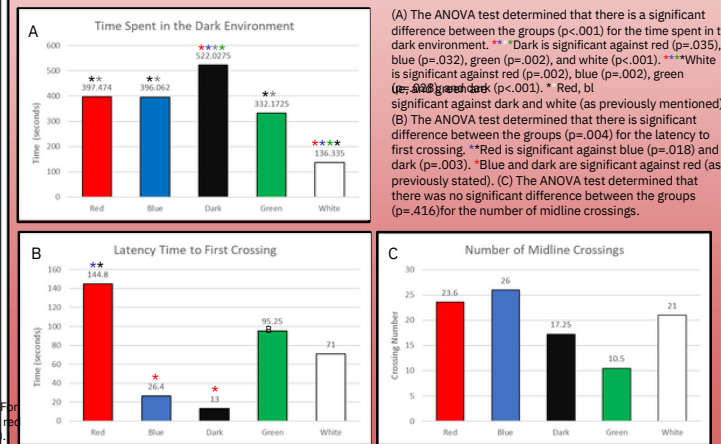 A
Time Spent in the Dark Environment
Time (seconds)
600
500
400
300
200
100
0
** 397.474
** 396.062
**** 522.0275
** 332.1725
**** 136.335
Red Blue Dark Green White
(A) The ANOVA test determined that there is a significant
difference between the groups (p<.001) for the time spent in t
dark environment. ****Dark is significant against red (p=.035),
blue (p=.032), green (p=.002), and white (p<.001). ****White
is significant against red (p=.002), blue (p=.002), green
(p=.028), and dark (p<.001). * Red, bl
significant against dark and white (as previously mentioned)
(B) The ANOVA test determined that there is significant
difference between the groups (p=.004) for the latency to
first crossing. **Red is significant against blue (p=.018) and
dark (p=.003). *Blue and dark are significant against red (as
previously stated). (C) The ANOVA test determined that
there was no significant difference between the groups
(p=.416)for the number of midline crossings.
B
Latency Time to First Crossing
Time (seconds)
160
140
120
100
80
60
40
20
0
** 144.8
* 26.4
* 13
95.25
B
71
Red Blue Dark Green White
C
Number of Midline Crossings
Crossing Number
30
25
20
15
10
5
0
23.6
26
17.25
10.5
21
Red Blue Dark Green White
For
red
).